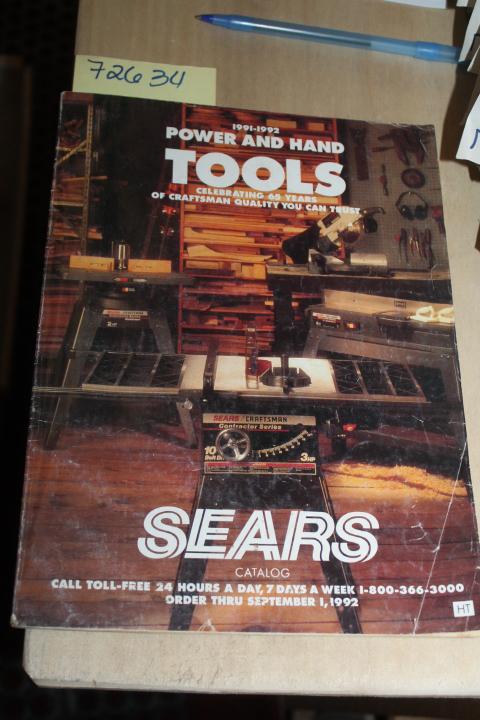 72634
1991-1992
POWER AND HAND
TOOLS
CELEBRATING 65 YEARS
OF CRAFTSMAN QUALITY YOU CAN TRUST
SEARS / CRAFTSMAN
Contractor Series
10
3 HP
SEARS
CATALOG
CALL TOLL-FREE 24 HOURS A DAY, 7 DAYS A WEEK 1-800-366-3000
ORDER THRU SEPTEMBER 1, 1992
HT